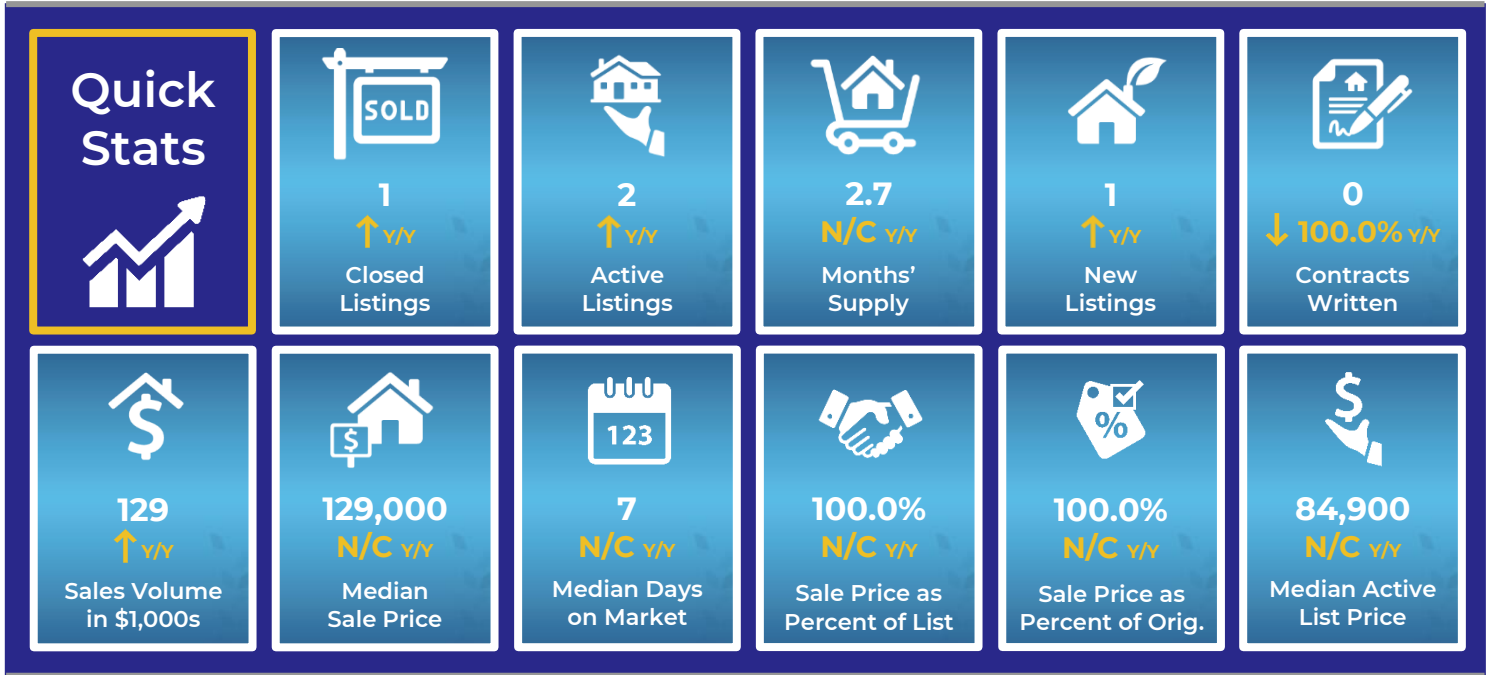 Quick
Stats
SOLD
1
↑ Y/Y
Closed
Listings
2
↑ Y/Y
Active
Listings
2.7
N/C Y/Y
Months’
Supply
1
↑ Y/Y
New
Listings
0
↓ 100.0% Y/Y
Contracts
Written
$
129
↑ Y/Y
Sales Volume
in $1,000s
$
129,000
N/C Y/Y
Median
Sale Price
123
7
N/C Y/Y
Median Days
on Market
100.0%
N/C Y/Y
Sale Price as
Percent of List
%
100.0%
N/C Y/Y
Sale Price as
Percent of Orig.
$
84,900
N/C Y/Y
Median Active
List Price